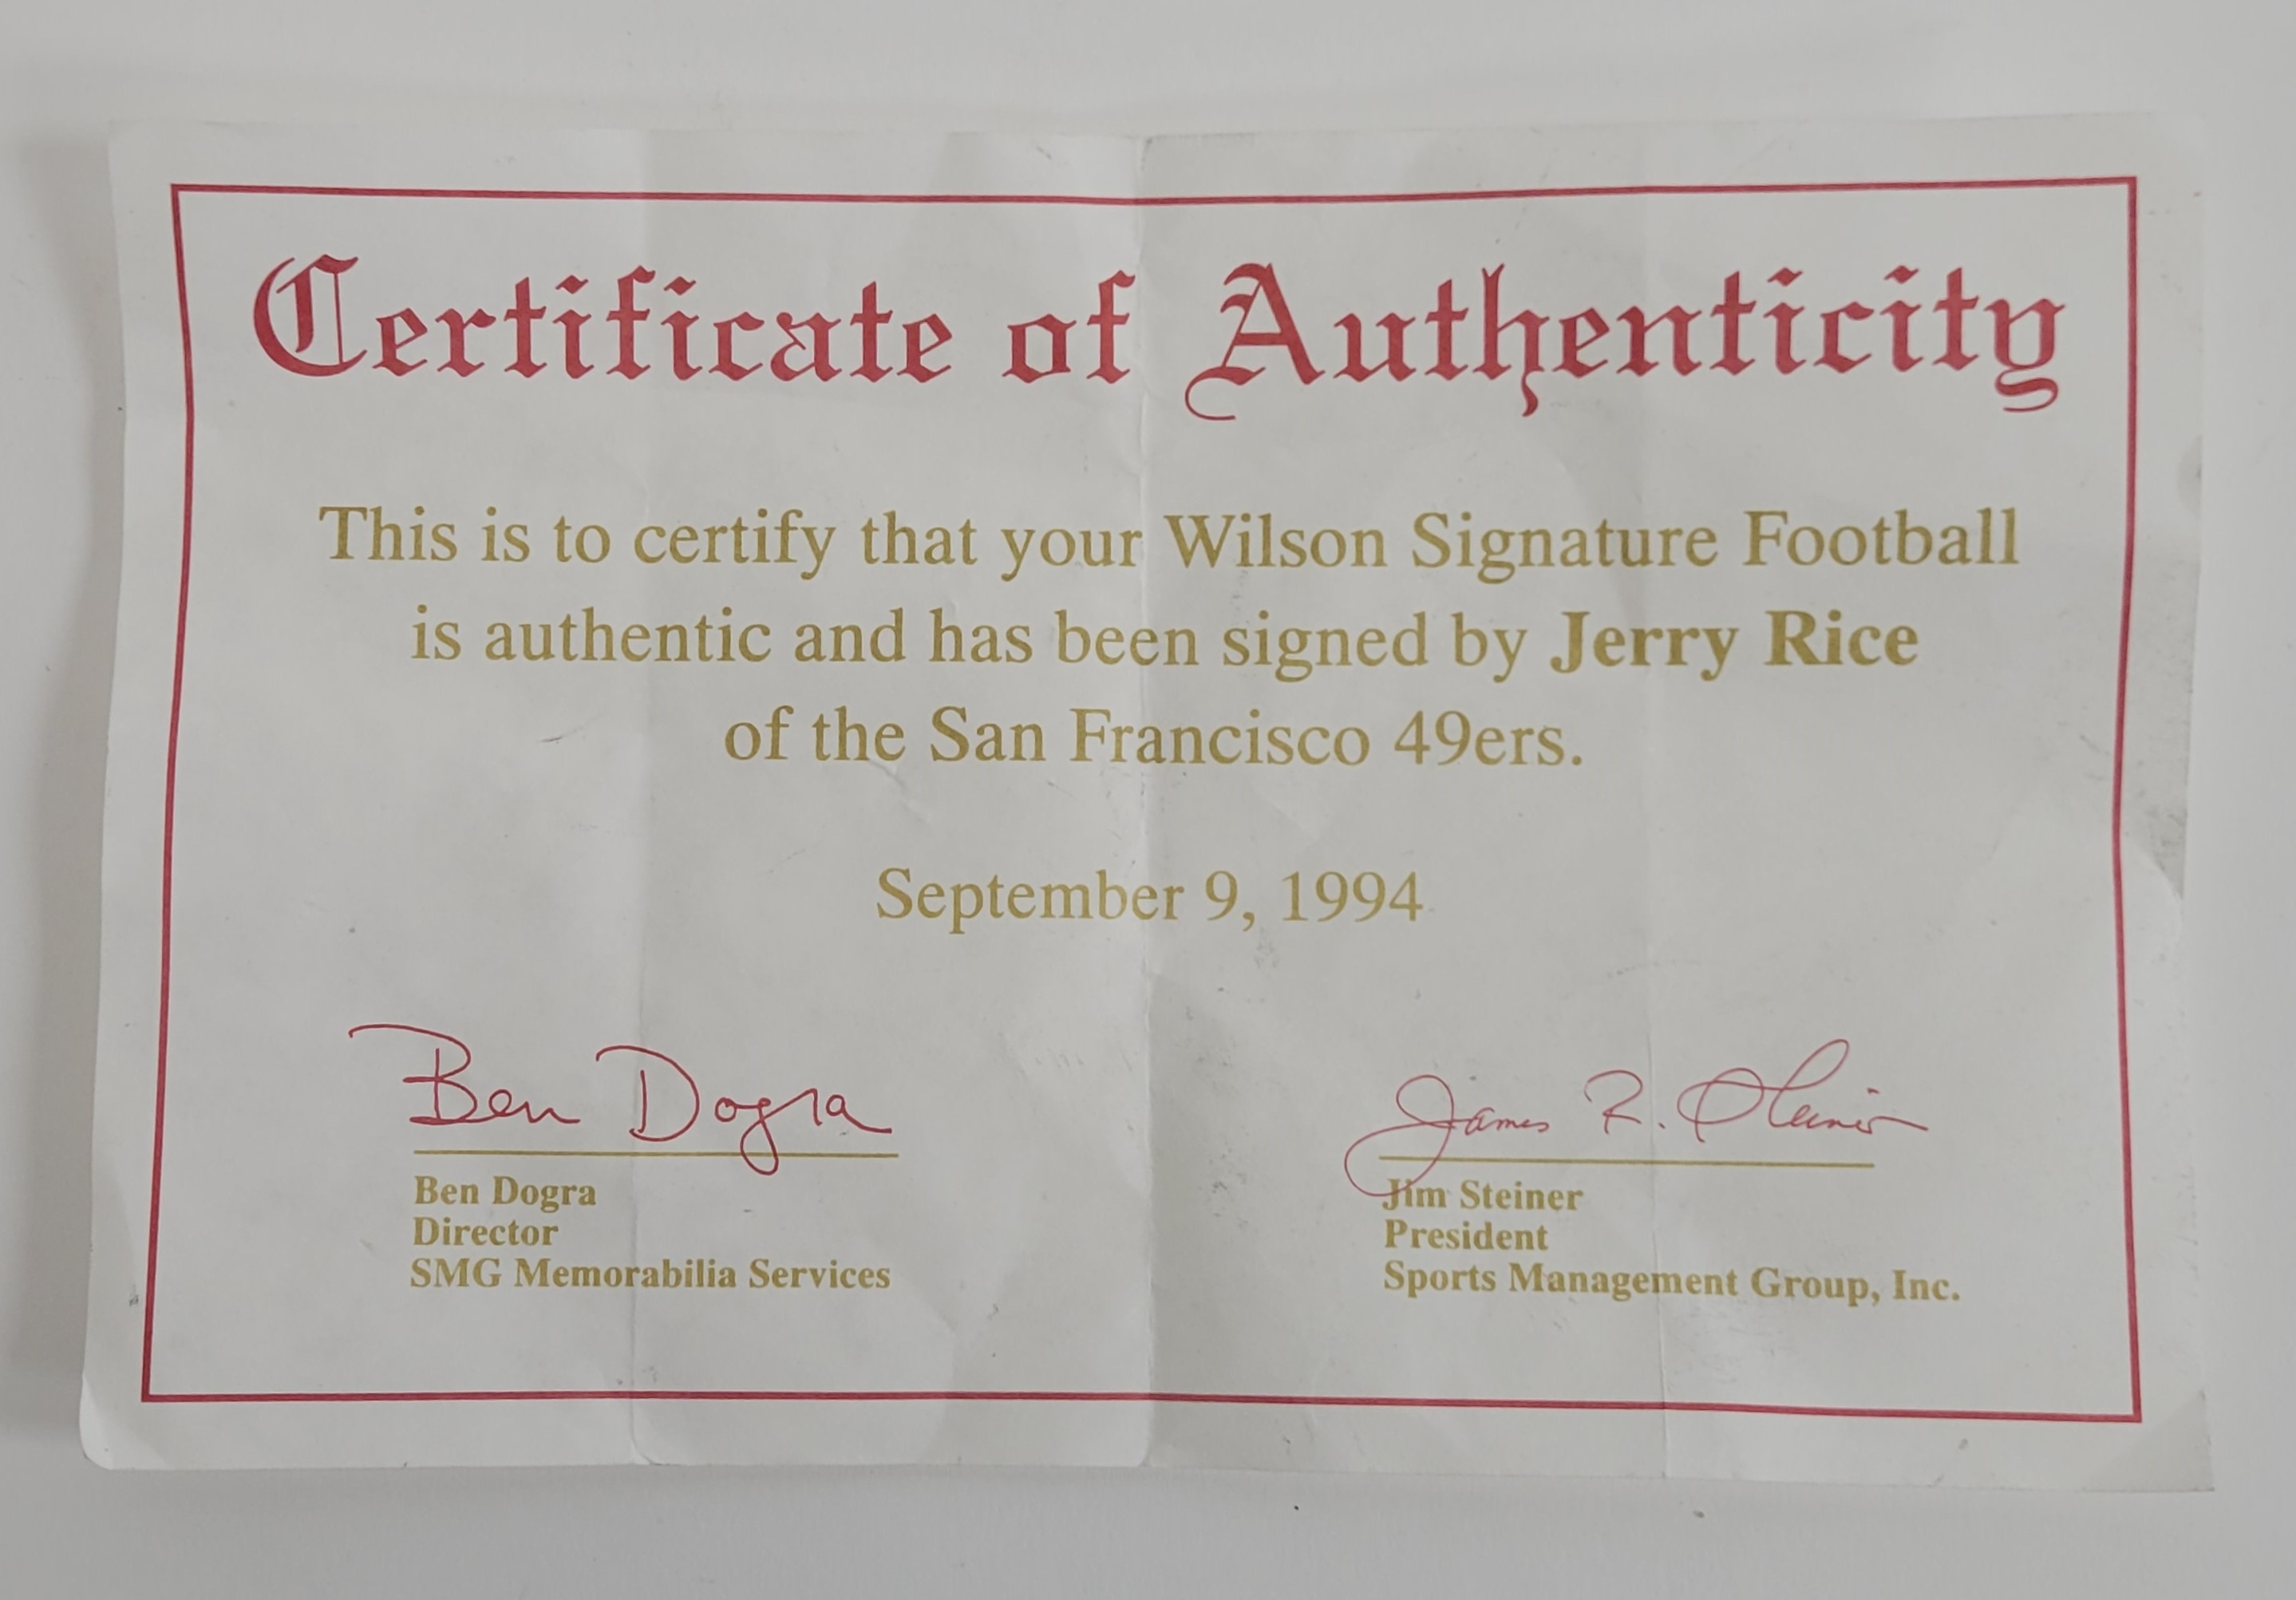 Certificate of Authenticity
This is to certify that your Wilson Signature Football
is authentic and has been signed by Jerry Rice
of the San Francisco 49ers.
September 9, 1994
Ben Dogra
James R. Steiner
Ben Dogra
Director
SMG Memorabilia Services
Jim Steiner
President
Sports Management Group, Inc.